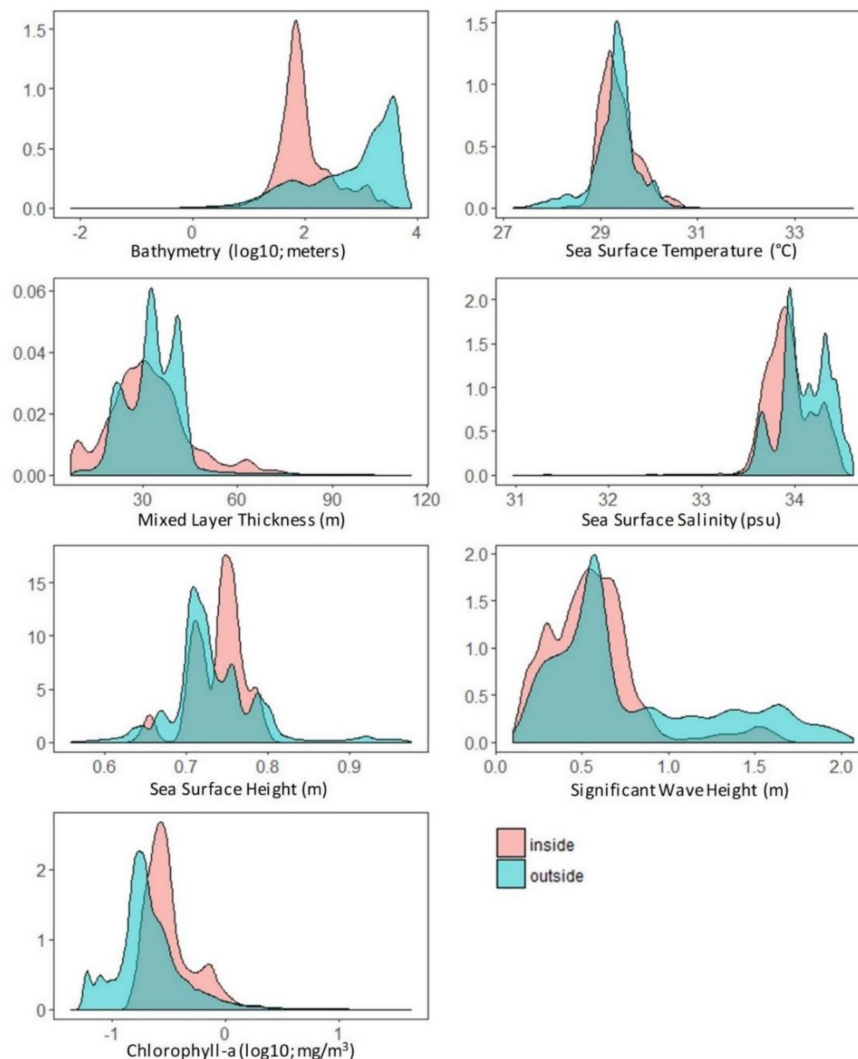 1.5
1.0
0.5
0.0
-2 0 2 4
Bathymetry (log10; meters)
1.5
1.0
0.5
0.0
27 29 31 33
Sea Surface Temperature (°C)
0.06
0.04
0.02
0.00
30 60 90 120
Mixed Layer Thickness (m)
2.0
1.5
1.0
0.5
0.0
31 32 33 34
Sea Surface Salinity (psu)
15
10
5
0
0.6 0.7 0.8 0.9
Sea Surface Height (m)
2.0
1.5
1.0
0.5
0.0
0.0 0.5 1.0 1.5 2.0
Significant Wave Height (m)
2
1
0
-1 0 1
Chlorophyll-a (log10; mg/m³)
inside
outside